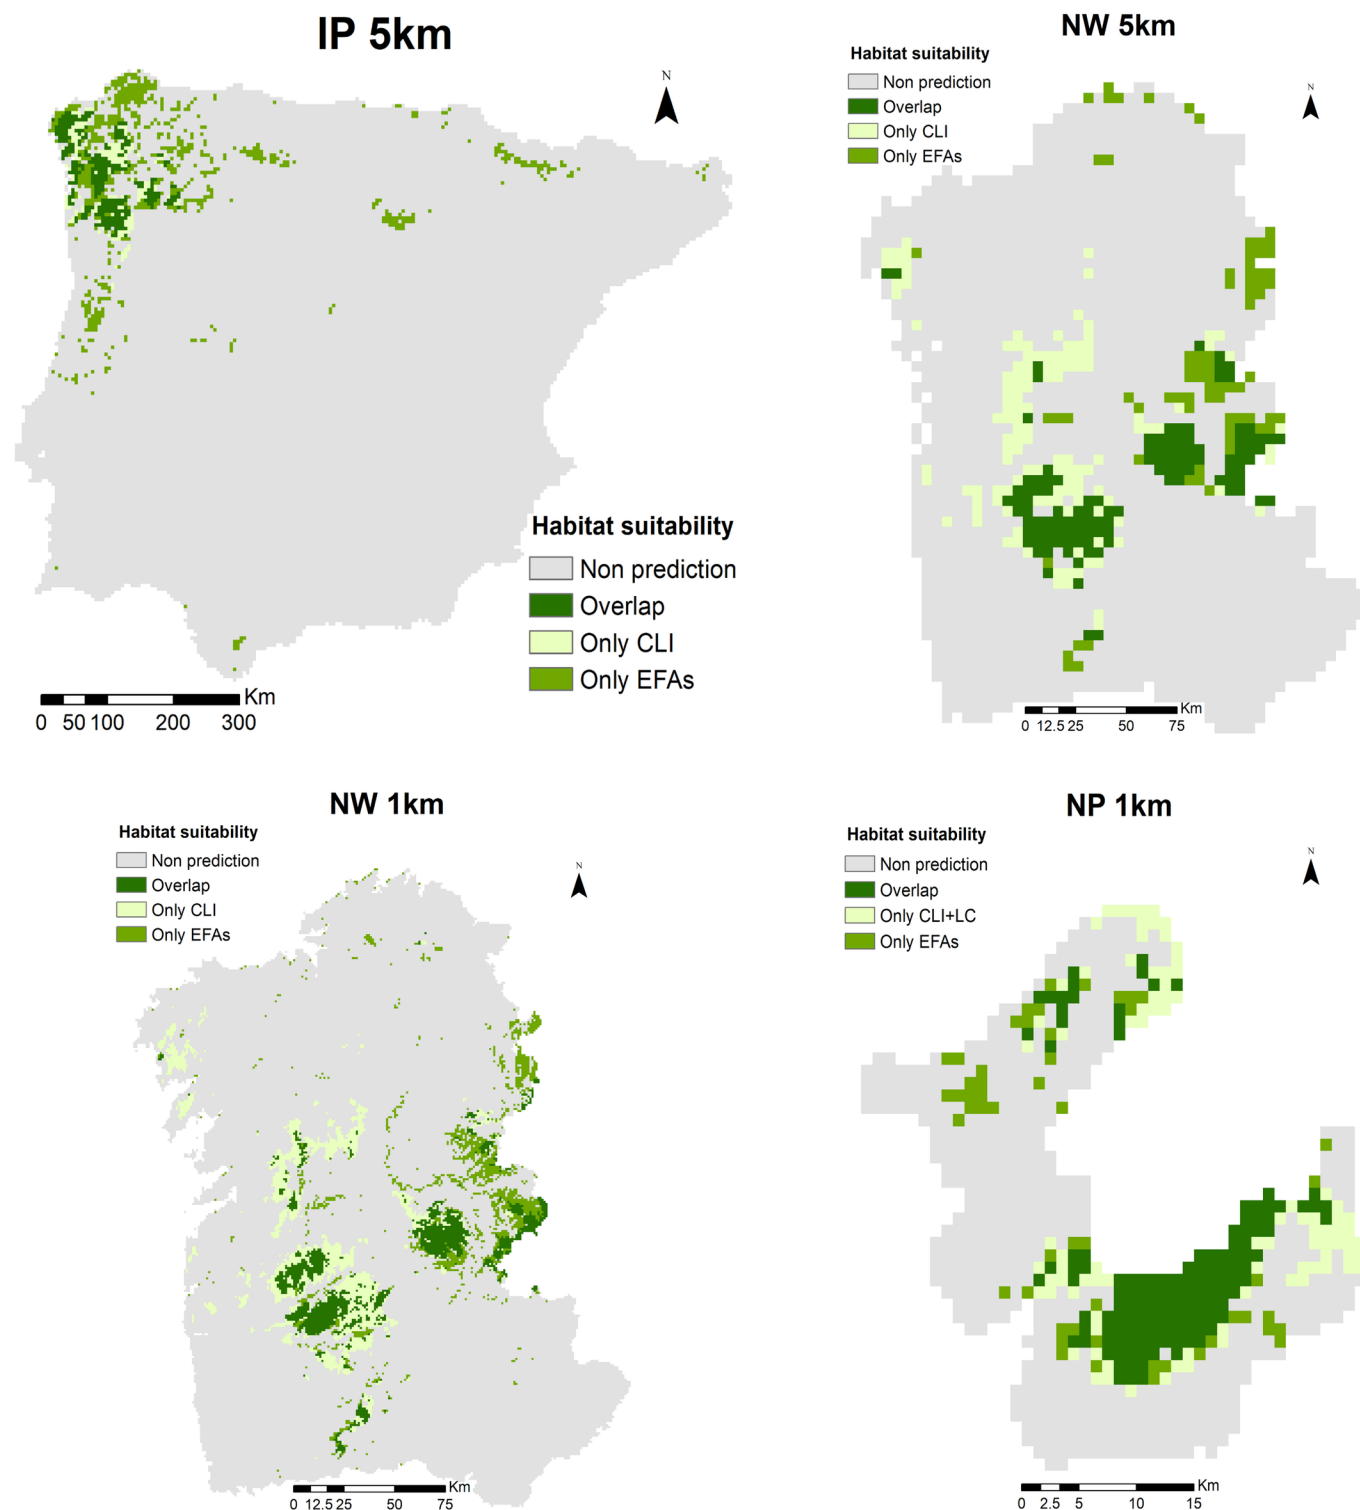 IP 5km
N
Habitat suitability
Non prediction
Overlap
Only CLI
Only EFAs
Km
0 50 100 200 300
NW 5km
Habitat suitability
Non prediction
Overlap
Only CLI
Only EFAs
N
Km
0 12.5 25 50 75
NW 1km
Habitat suitability
Non prediction
Overlap
Only CLI
Only EFAs
N
Km
0 12.5 25 50 75
NP 1km
Habitat suitability
Non prediction
Overlap
Only CLI+LC
Only EFAs
N
Km
0 2.5 5 10 15